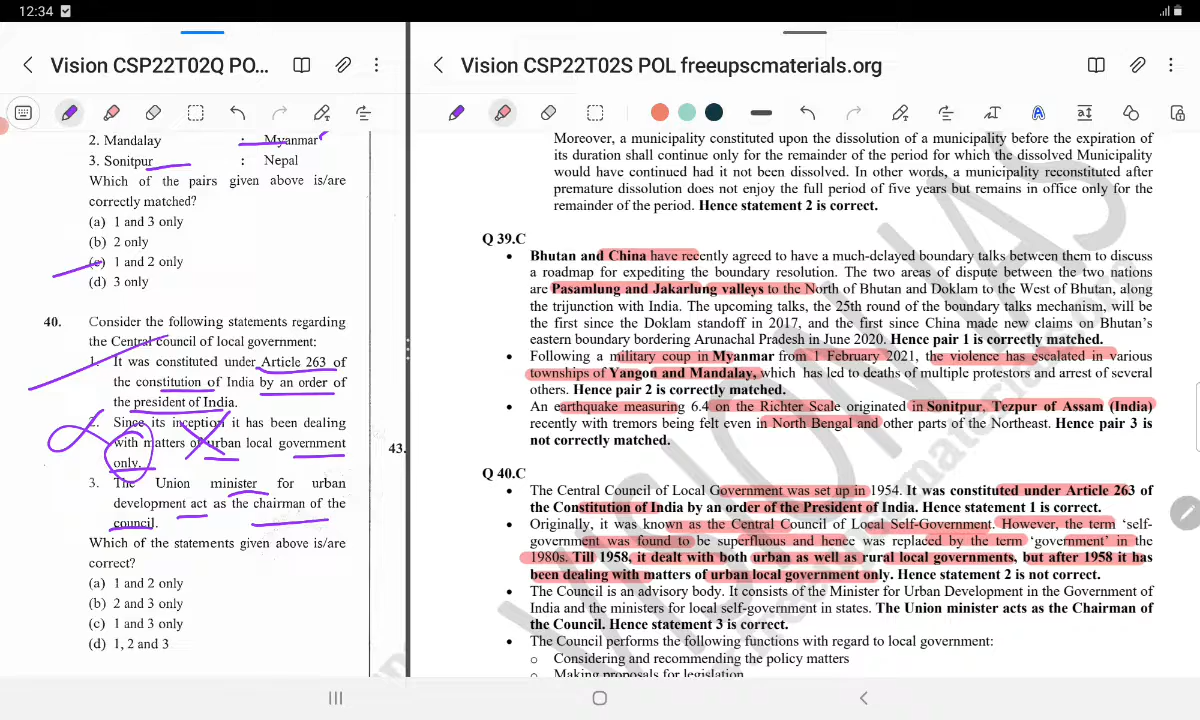 12:34
Vision CSP22T02Q PO...
2. Mandalay : Myanmar
3. Sonitpur : Nepal
Which of the pairs given above is/are
correctly matched?
(a) 1 and 3 only
(b) 2 only
(c) 1 and 2 only
(d) 3 only
40. Consider the following statements regarding
the Central council of local government:
1. It was constituted under Article 263 of
the constitution of India by an order of
the president of India.
2. Since its inception it has been dealing
with matters of urban local government
only.
3. The Union minister for urban
development act as the chairman of the
council.
Which of the statements given above is/are
correct?
(a) 1 and 2 only
(b) 2 and 3 only
(c) 1 and 3 only
(d) 1, 2 and 3
43.
Vision CSP22T02S POL freeupscmaterials.org
Moreover, a municipality constituted upon the dissolution of a municipality before the expiration of
its duration shall continue only for the remainder of the period for which the dissolved Municipality
would have continued had it not been dissolved. In other words, a municipality reconstituted after
premature dissolution does not enjoy the full period of five years but remains in office only for the
remainder of the period. Hence statement 2 is correct.
Q 39.C
• Bhutan and China have recently agreed to have a much-delayed boundary talks between them to discuss
a roadmap for expediting the boundary resolution. The two areas of dispute between the two nations
are Pasamlung and Jakarlung valleys to the North of Bhutan and Doklam to the West of Bhutan, along
the trijunction with India. The upcoming talks, the 25th round of the boundary talks mechanism, will be
the first since the Doklam standoff in 2017, and the first since China made new claims on Bhutan's
eastern boundary bordering Arunachal Pradesh in June 2020. Hence pair 1 is correctly matched.
• Following a military coup in Myanmar from 1 February 2021, the violence has escalated in various
townships of Yangon and Mandalay, which has led to deaths of multiple protestors and arrest of several
others. Hence pair 2 is correctly matched.
• An earthquake measuring 6.4 on the Richter Scale originated in Sonitpur, Tezpur of Assam (India)
recently with tremors being felt even in North Bengal and other parts of the Northeast. Hence pair 3 is
not correctly matched.
Q 40.C
• The Central Council of Local Government was set up in 1954. It was constituted under Article 263 of
the Constitution of India by an order of the President of India. Hence statement 1 is correct.
• Originally, it was known as the Central Council of Local Self-Government. However, the term ‘self-
government was found to be superfluous and hence was replaced by the term ‘government’ in the
1980s. Till 1958, it dealt with both urban as well as rural local governments, but after 1958 it has
been dealing with matters of urban local government only. Hence statement 2 is not correct.
• The Council is an advisory body. It consists of the Minister for Urban Development in the Government of
India and the ministers for local self-government in states. The Union minister acts as the Chairman of
the Council. Hence statement 3 is correct.
• The Council performs the following functions with regard to local government:
o Considering and recommending the policy matters
o Making proposals for legislation
VISION IAS